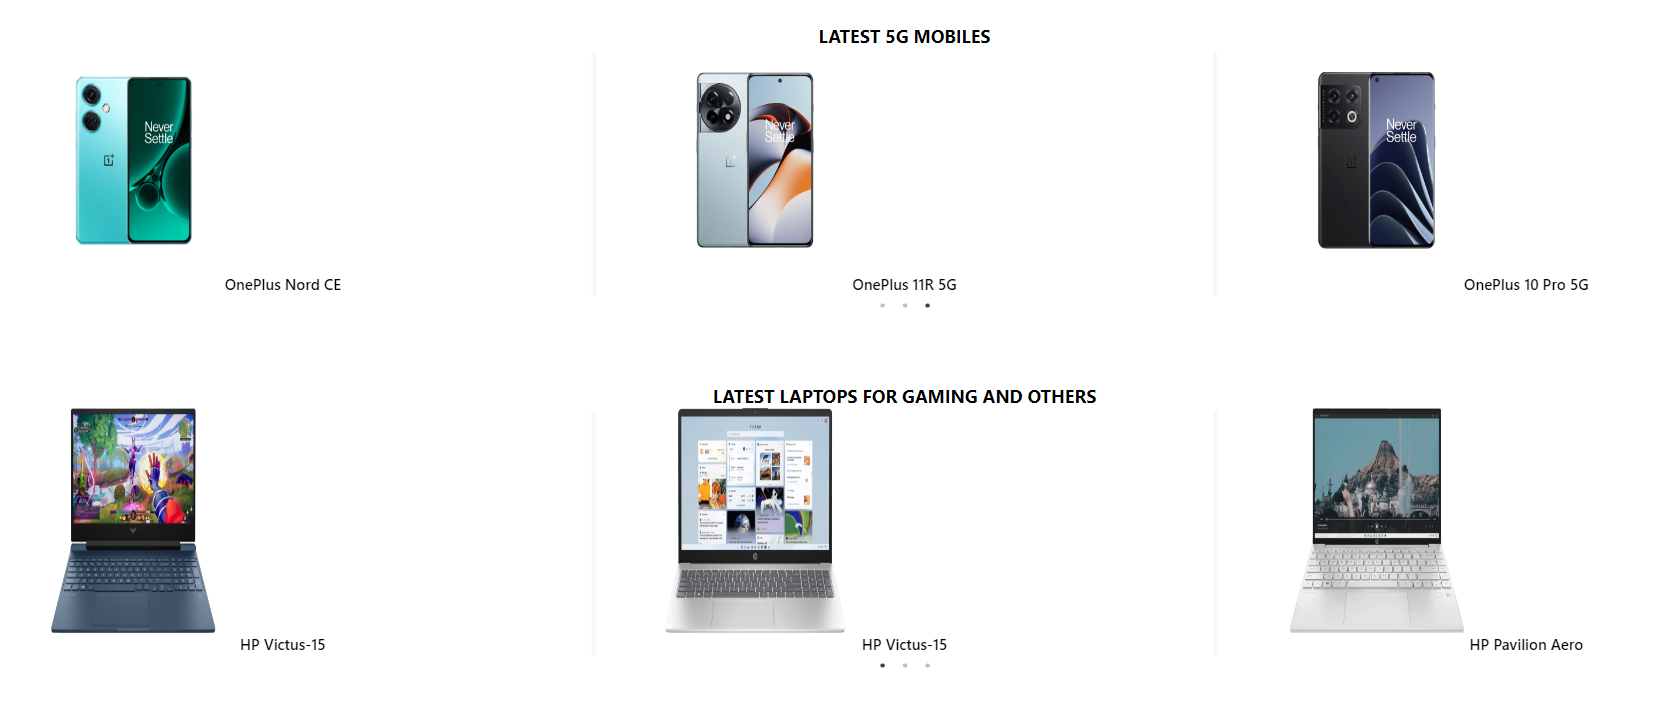 LATEST 5G MOBILES
Never
Settle
Never
Settle
Never
Settle
OnePlus Nord CE
OnePlus 11R 5G
OnePlus 10 Pro 5G
LATEST LAPTOPS FOR GAMING AND OTHERS
HP Victus-15
HP Victus-15
HP Pavilion Aero